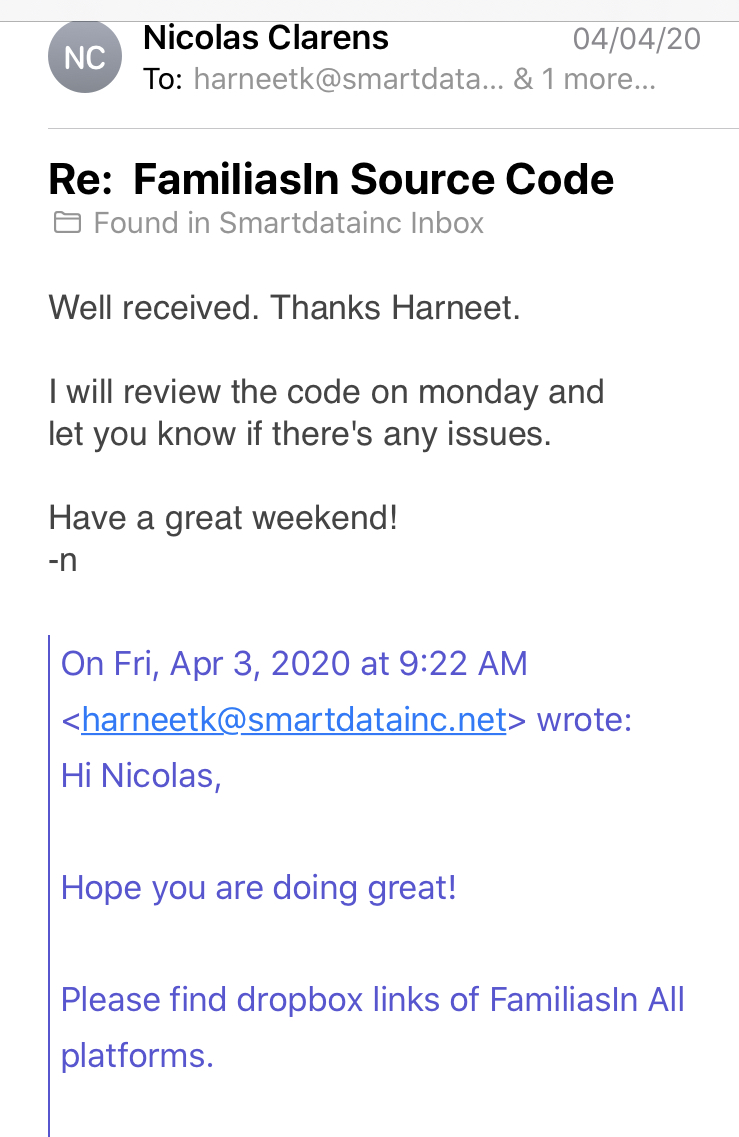 NC
Nicolas Clarens
04/04/20
To: harneetk@smartdata... & 1 more...
Re:  FamiliasIn Source Code
Found in Smartdatainc Inbox
Well received. Thanks Harneet.
I will review the code on monday and
let you know if there's any issues.
Have a great weekend!
-n
On Fri, Apr 3, 2020 at 9:22 AM
<harneetk@smartdatainc.net> wrote:
Hi Nicolas,
Hope you are doing great!
Please find dropbox links of FamiliasIn All
platforms.